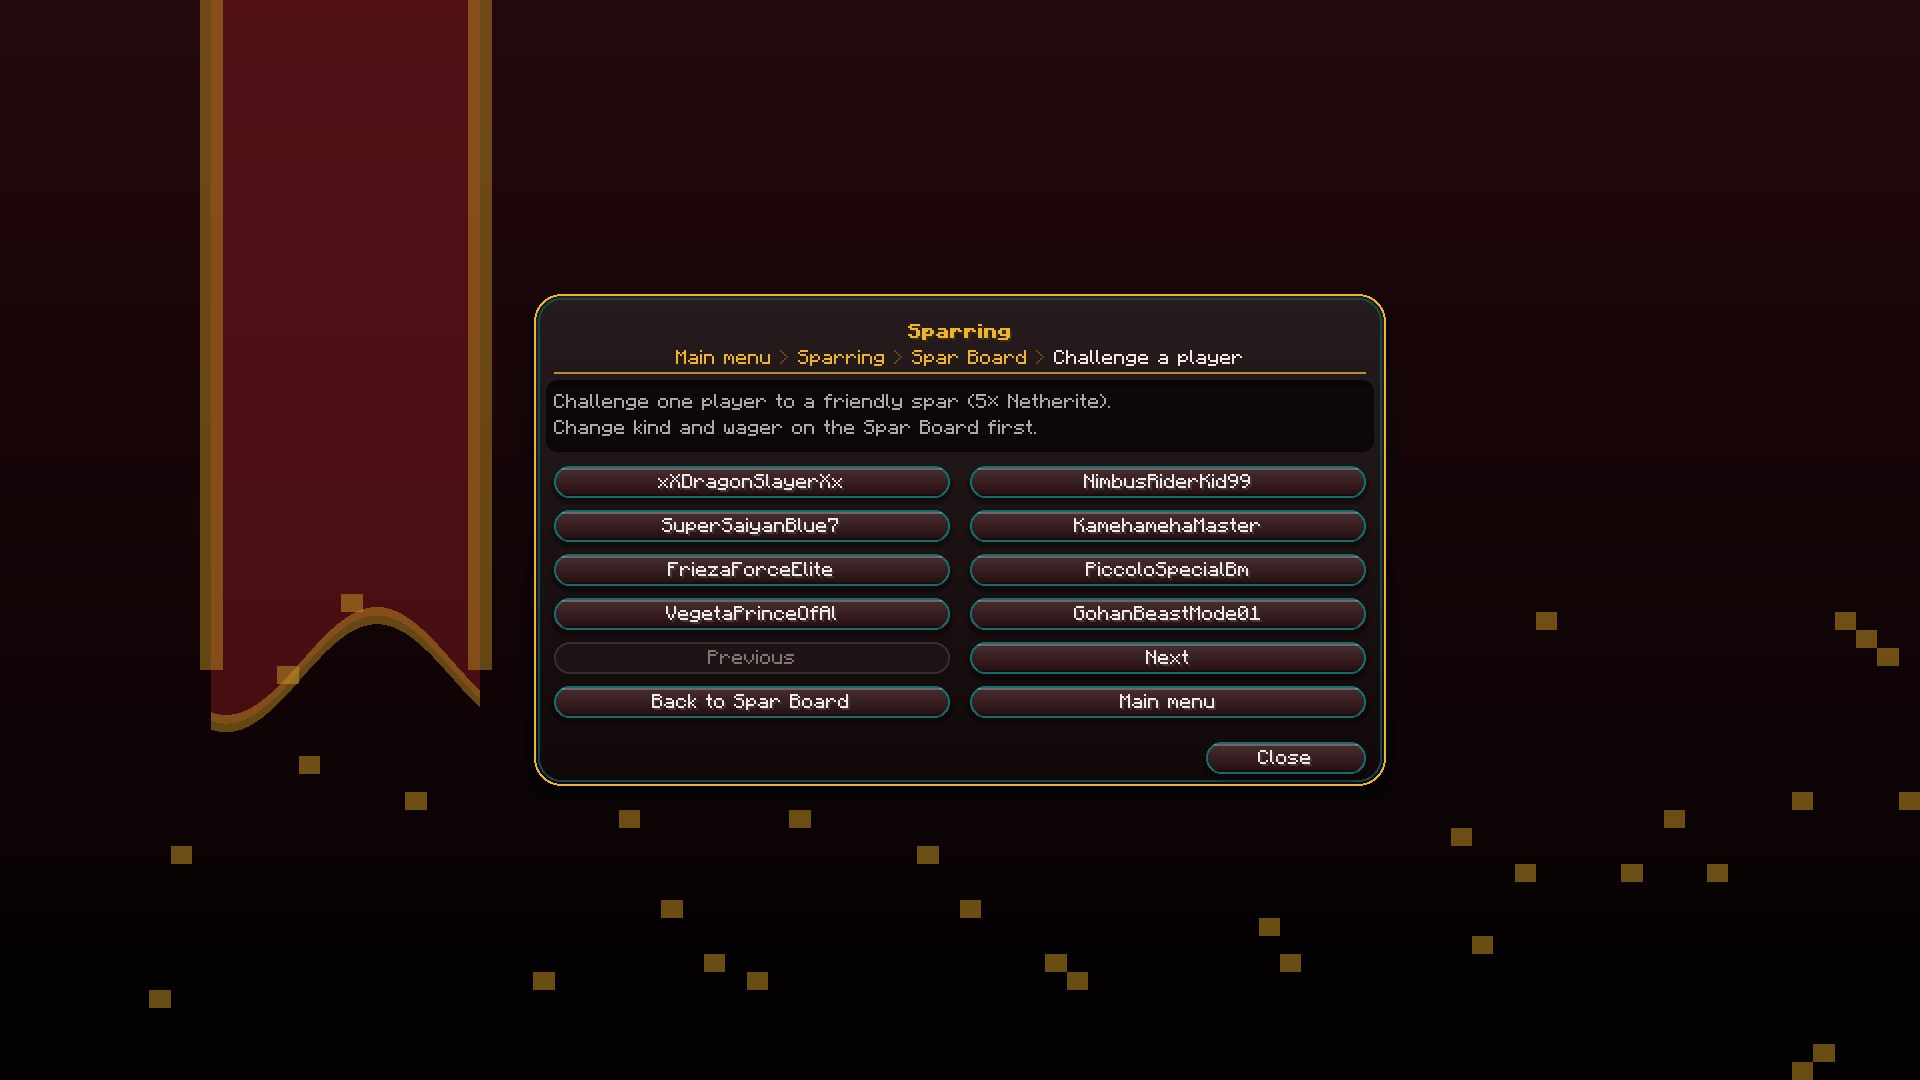 Sparring
Main menu > Sparring > Spar Board > Challenge a player
Challenge one player to a friendly spar (5× Netherite).
Change kind and wager on the Spar Board first.
xXDragonSlayerXx
NimbusRiderKid99
SuperSaiyanBlue7
KamehamehaMaster
FriezaForceElite
PiccoloSpecialBm
VegetaPrinceOfAl
GohanBeastMode01
Previous
Next
Back to Spar Board
Main menu
Close